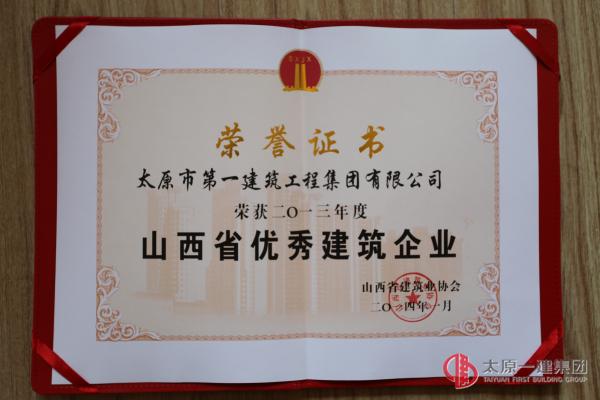 SXJX
荣誉证书
太原市第一建筑工程集团有限公司
荣获二〇一三年度
山西省优秀建筑企业
山西省建筑业协会
二〇一四年一月
太原一建集团
TAIYUAN FIRST BUILDING GROUP